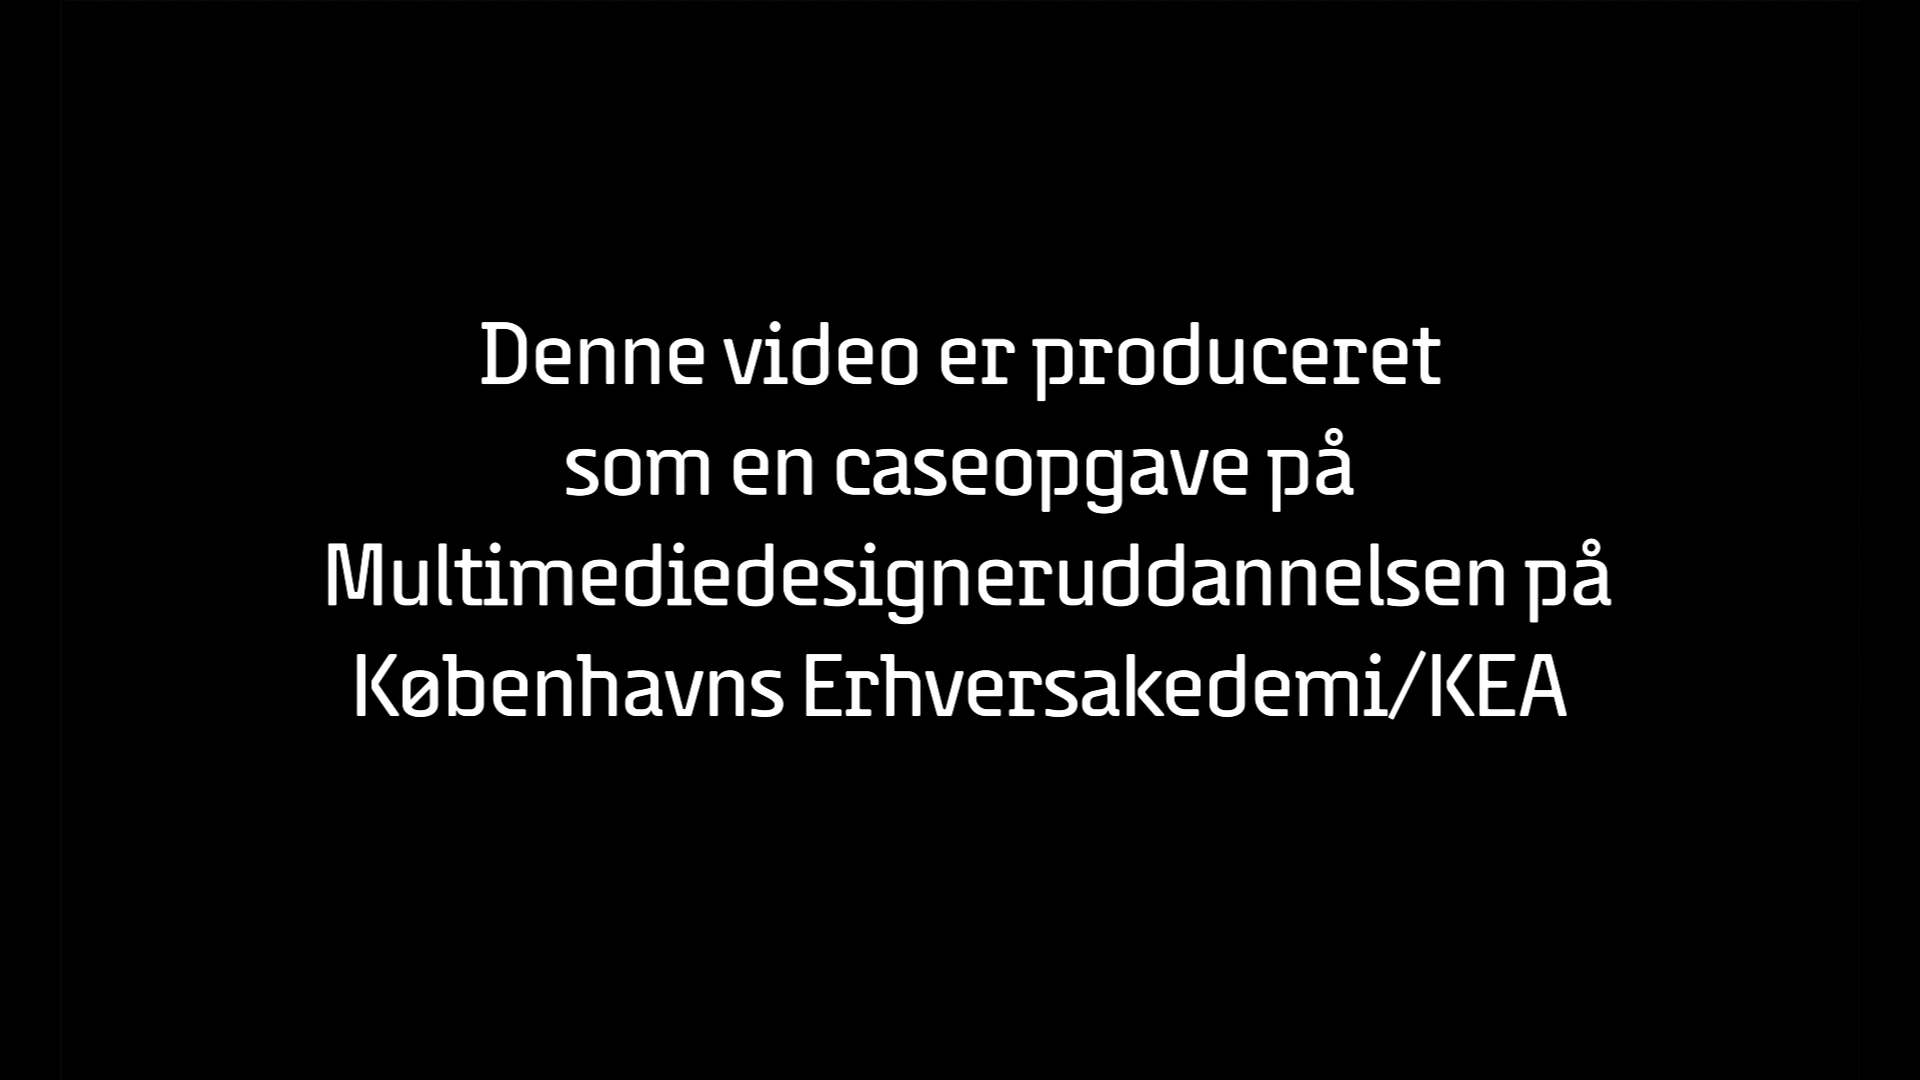 Denne video er produceret
som en caseopgave på
Multimediedesigneruddannelsen på
Københavns Erhversakedemi/KEA